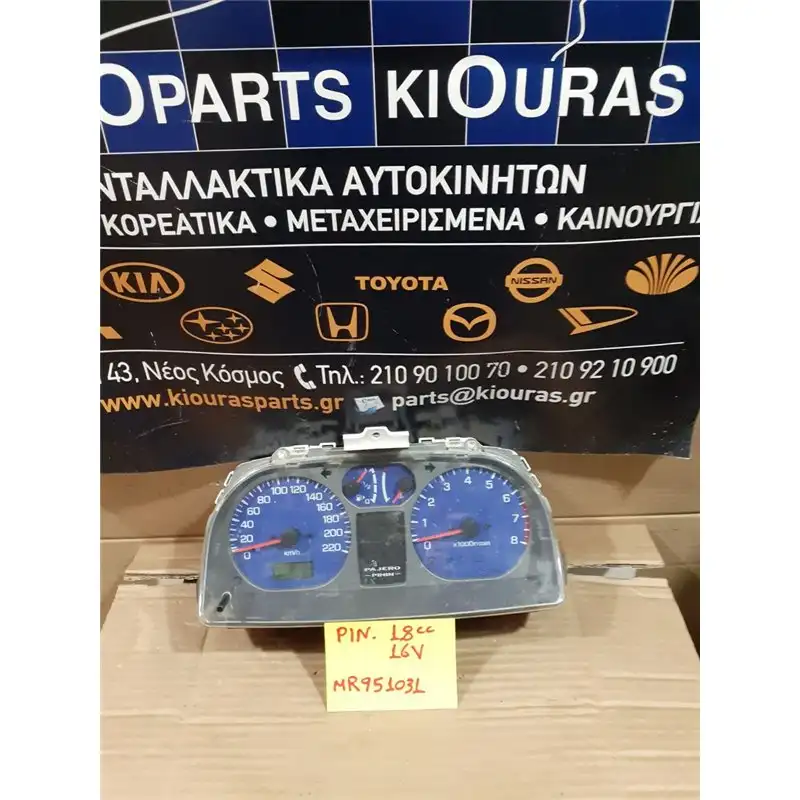 OPARTS KIOURAS
ΝΤΑΛΛΑΚΤΙΚΑ ΑΥΤΟΚΙΝΗΤΩΝ
ΚΟΡΕΑΤΙΚΑ • ΜΕΤΑΧΕΙΡΙΣΜΕΝΑ • ΚΑΙΝΟΥΡΓΙ
KIA TOYOTA NISSAN
43, Νέος Κόσμος Τηλ.: 210 90 100 70 • 210 92 10 900
www.kiourasparts.gr parts@kiouras.gr
0 20 40 60 80 100 120 140 160 180 200 220
km/h
0 1 2 3 4 5 6 7 8
x1000r/min
PAJERO
PININ
PIN. 1.8cc
16V
MR951031